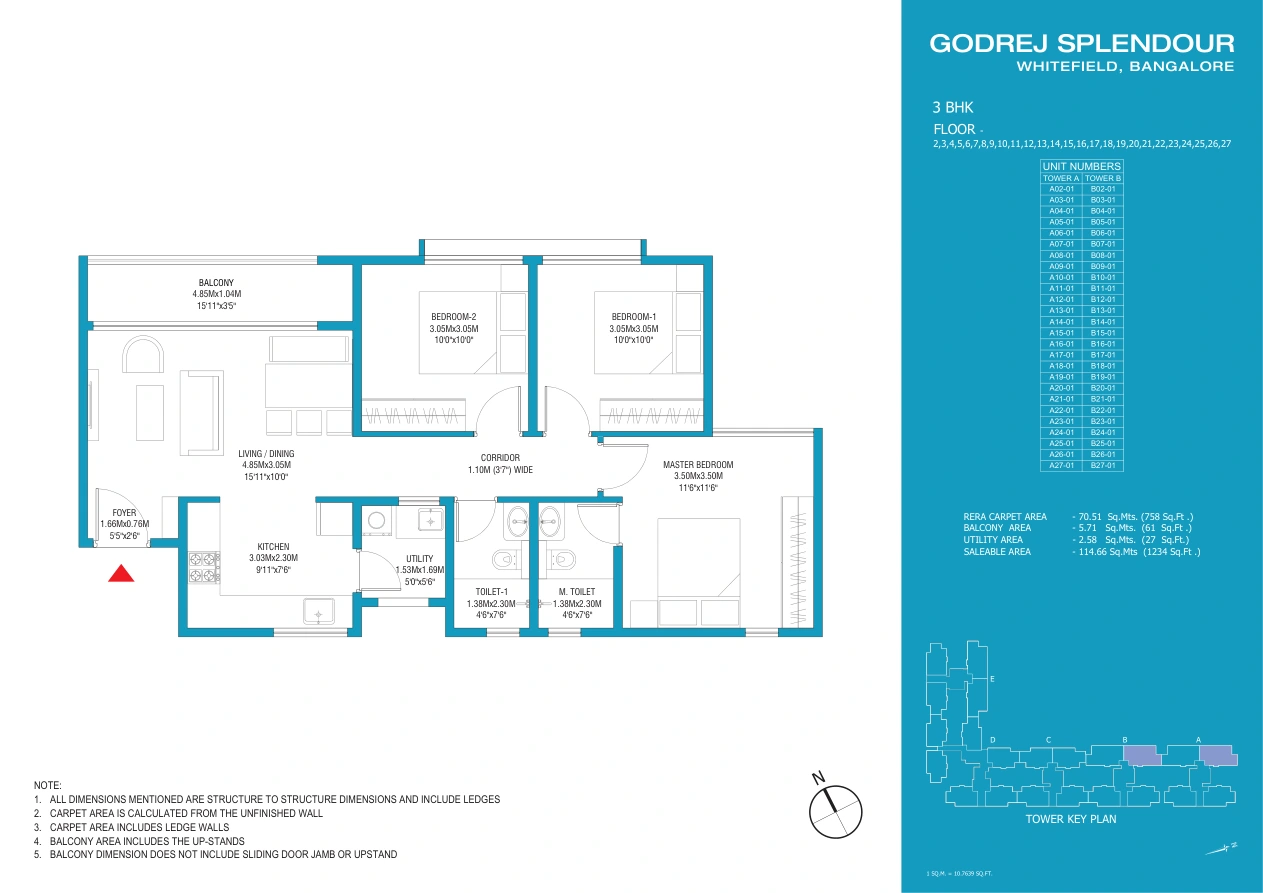 GODREJ SPLENDOUR
WHITEFIELD, BANGALORE
3 BHK
FLOOR -
2,3,4,5,6,7,8,9,10,11,12,13,14,15,16,17,18,19,20,21,22,23,24,25,26,27
UNIT NUMBERS
TOWER A TOWER B
A02-01 B02-01
A03-01 B03-01
A04-01 B04-01
A05-01 B05-01
A06-01 B06-01
A07-01 B07-01
A08-01 B08-01
A09-01 B09-01
A10-01 B10-01
A11-01 B11-01
A12-01 B12-01
A13-01 B13-01
A14-01 B14-01
A15-01 B15-01
A16-01 B16-01
A17-01 B17-01
A18-01 B18-01
A19-01 B19-01
A20-01 B20-01
A21-01 B21-01
A22-01 B22-01
A23-01 B23-01
A24-01 B24-01
A25-01 B25-01
A26-01 B26-01
A27-01 B27-01
RERA CARPET AREA - 70.51 Sq.Mts. (758 Sq.Ft .)
BALCONY AREA - 5.71 Sq.Mts. (61 Sq.Ft .)
UTILITY AREA - 2.58 Sq.Mts. (27 Sq.Ft.)
SALEABLE AREA - 114.66 Sq.Mts (1234 Sq.Ft .)
BALCONY
4.85Mx1.04M
15'11"x3'5"
BEDROOM-2
3.05Mx3.05M
10'0"x10'0"
BEDROOM-1
3.05Mx3.05M
10'0"x10'0"
LIVING / DINING
4.85Mx3.05M
15'11"x10'0"
CORRIDOR
1.10M (3'7") WIDE
MASTER BEDROOM
3.50Mx3.50M
11'6"x11'6"
FOYER
1.66Mx0.76M
5'5"x2'6"
KITCHEN
3.03Mx2.30M
9'11"x7'6"
UTILITY
1.53Mx1.69M
5'0"x5'6"
TOILET-1
1.38Mx2.30M
4'6"x7'6"
M. TOILET
1.38Mx2.30M
4'6"x7'6"
E
D C B A
TOWER KEY PLAN
N
N
NOTE:
1. ALL DIMENSIONS MENTIONED ARE STRUCTURE TO STRUCTURE DIMENSIONS AND INCLUDE LEDGES
2. CARPET AREA IS CALCULATED FROM THE UNFINISHED WALL
3. CARPET AREA INCLUDES LEDGE WALLS
4. BALCONY AREA INCLUDES THE UP-STANDS
5. BALCONY DIMENSION DOES NOT INCLUDE SLIDING DOOR JAMB OR UPSTAND
1 SQ.M. = 10.7639 SQ.FT.